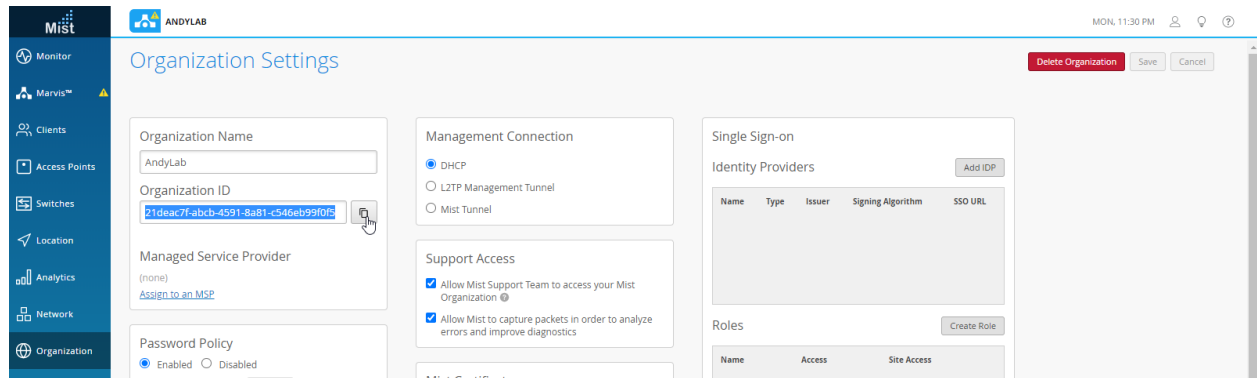 Mist
ANDYLAB
MON, 11:30 PM
Monitor
Marvis™
Clients
Access Points
Switches
Location
Analytics
Network
Organization
Organization Settings
Delete Organization
Save
Cancel
Organization Name
AndyLab
Organization ID
21deac7f-abcb-4591-8a81-c546eb99f0f5
Managed Service Provider
(none)
Assign to an MSP
Password Policy
Enabled
Disabled
Management Connection
DHCP
L2TP Management Tunnel
Mist Tunnel
Support Access
Allow Mist Support Team to access your Mist
Organization
Allow Mist to capture packets in order to analyze
errors and improve diagnostics
Single Sign-on
Identity Providers
Add IDP
Name Type Issuer Signing Algorithm SSO URL
Roles
Create Role
Name Access Site Access